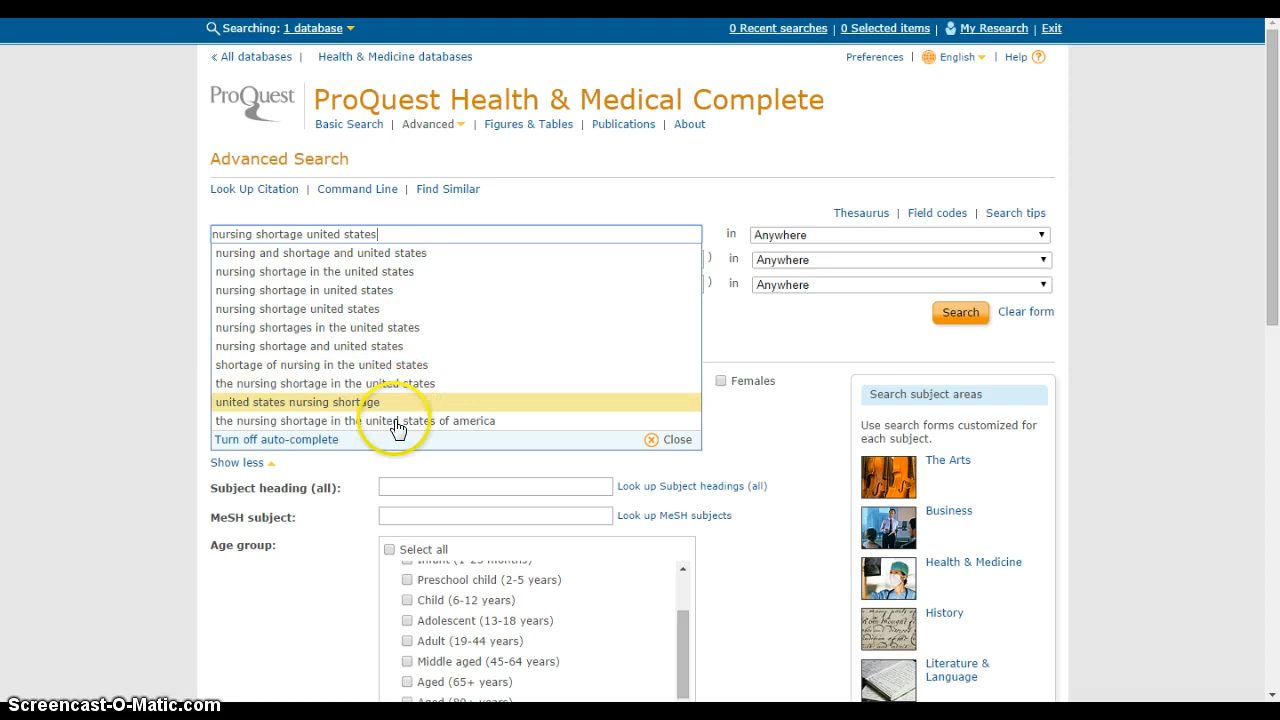 Searching: 1 database
0 Recent searches | 0 Selected items | My Research | Exit
< All databases | Health & Medicine databases
Preferences | English | Help ?
ProQuest
ProQuest Health & Medical Complete
Basic Search | Advanced | Figures & Tables | Publications | About
Advanced Search
Look Up Citation | Command Line | Find Similar
Thesaurus | Field codes | Search tips
nursing shortage united states
in Anywhere
nursing and shortage and united states
) in Anywhere
nursing shortage in the united states
nursing shortage in united states
) in Anywhere
nursing shortage united states
Search Clear form
nursing shortages in the united states
nursing shortage and united states
shortage of nursing in the united states
the nursing shortage in the united states
Females
united states nursing shortage
the nursing shortage in the united states of america
Turn off auto-complete
Close
Show less
Subject heading (all):
Look up Subject headings (all)
MeSH subject:
Look up MeSH subjects
Age group:
Select all
Preschool child (2-5 years)
Child (6-12 years)
Adolescent (13-18 years)
Adult (19-44 years)
Middle aged (45-64 years)
Aged (65+ years)
Search subject areas
Use search forms customized for
each subject.
The Arts
Business
Health & Medicine
History
Literature &
Language
Screencast-O-Matic.com